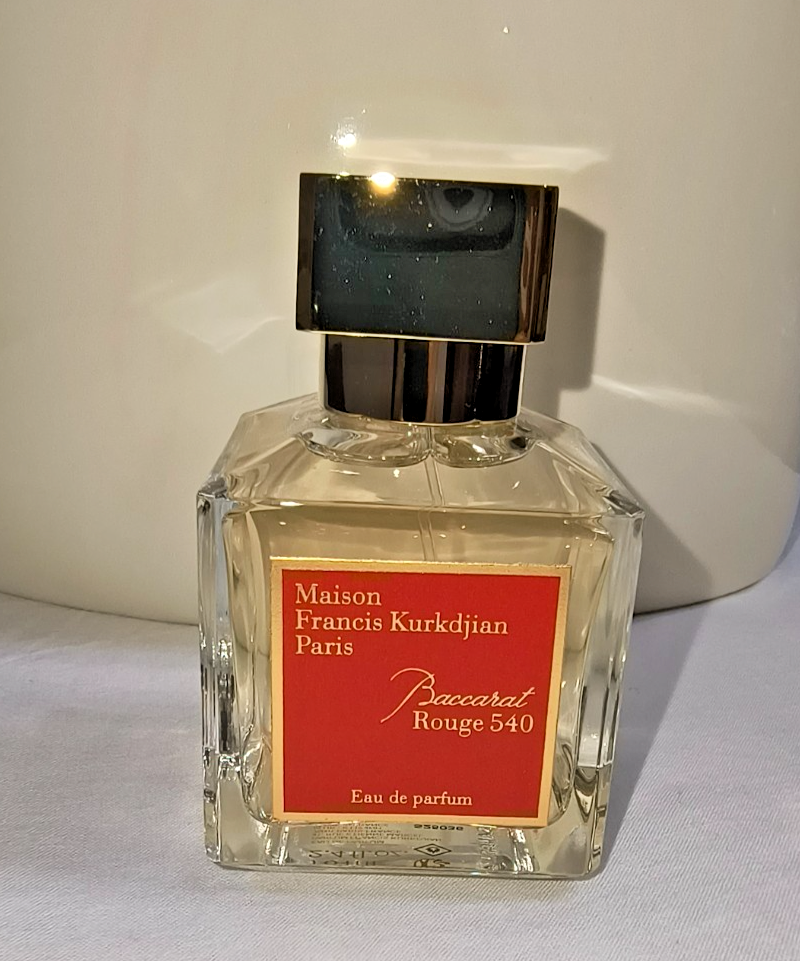 Maison
Francis Kurkdjian
Paris
Baccarat
Rouge 540
Eau de parfum